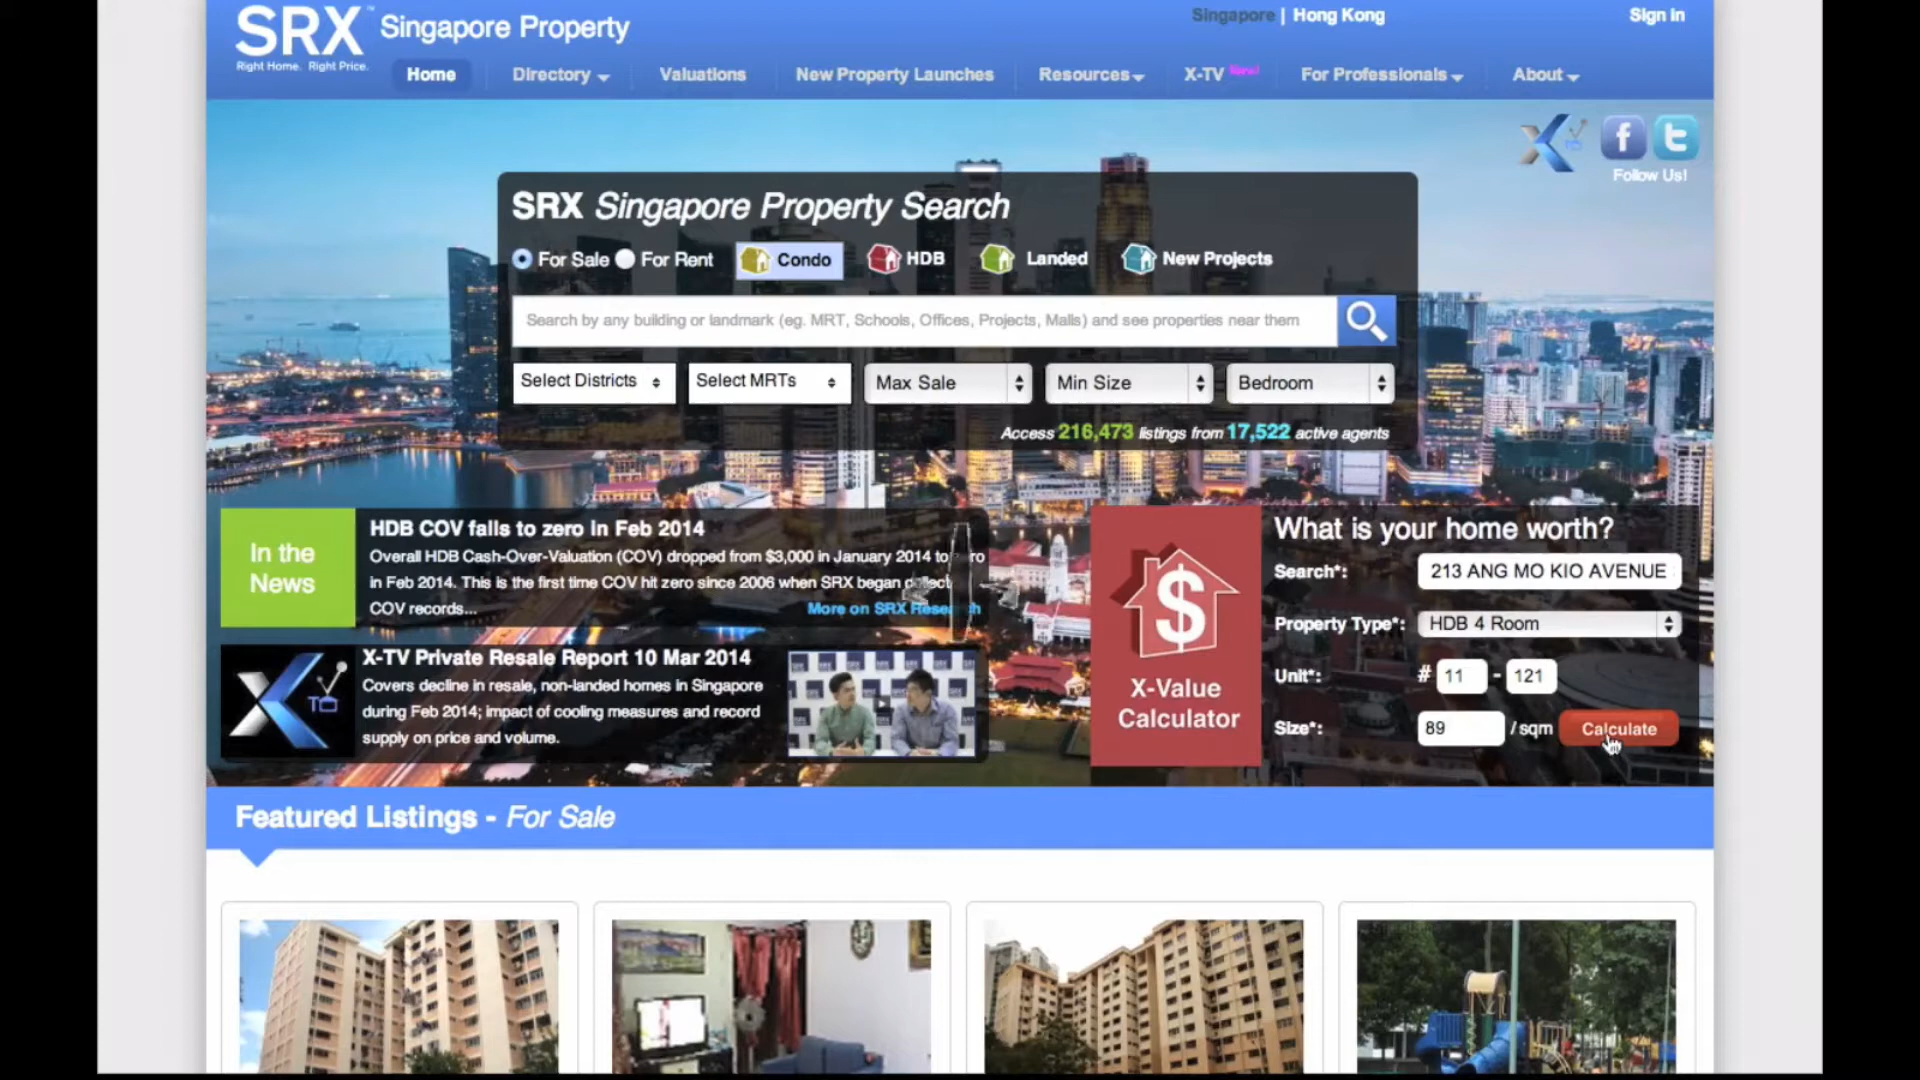 SRX™ Singapore Property
Right Home. Right Price.
Singapore | Hong Kong
Sign in
Home
Directory
Valuations
New Property Launches
Resources
X-TV New!
For Professionals
About
Follow Us!
SRX Singapore Property Search
For Sale
For Rent
Condo
HDB
Landed
New Projects
Search by any building or landmark (eg. MRT, Schools, Offices, Projects, Malls) and see properties near them
Select Districts
Select MRTs
Max Sale
Min Size
Bedroom
Access 216,473 listings from 17,522 active agents
In the
News
HDB COV falls to zero in Feb 2014
Overall HDB Cash-Over-Valuation (COV) dropped from $3,000 in January 2014 to zero
in Feb 2014. This is the first time COV hit zero since 2006 when SRX began
COV records...
More on SRX Research
X-TV Private Resale Report 10 Mar 2014
Covers decline in resale, non-landed homes in Singapore
during Feb 2014; impact of cooling measures and record
supply on price and volume.
X-Value
Calculator
What is your home worth?
Search*: 213 ANG MO KIO AVENUE
Property Type*: HDB 4 Room
Unit*: # 11 - 121
Size*: 89 / sqm Calculate
Featured Listings - For Sale